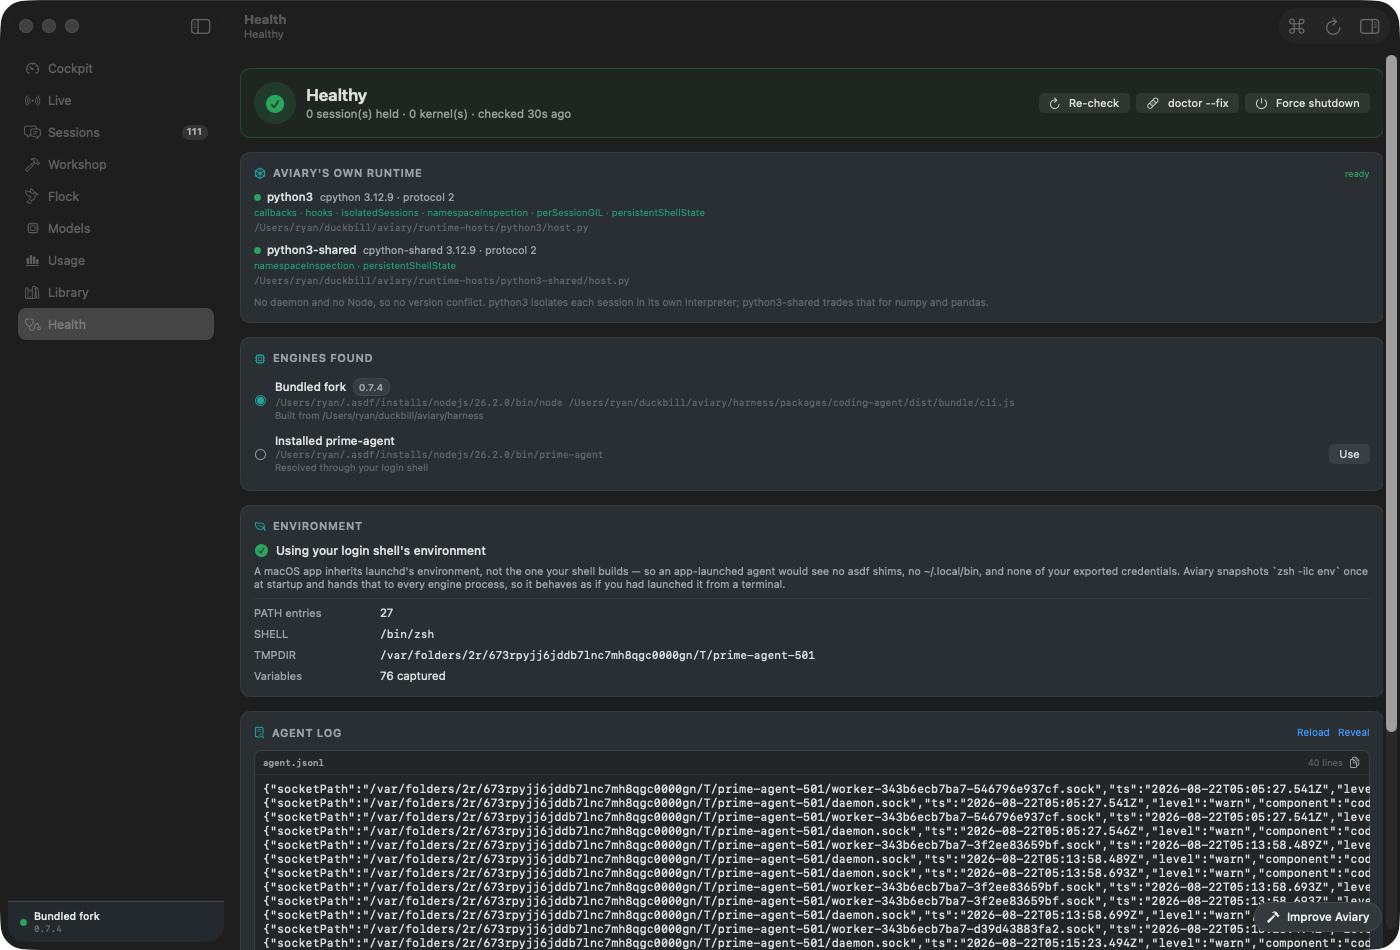 Health
Healthy
Cockpit
Live
Sessions 111
Workshop
Flock
Models
Usage
Library
Health
Healthy
0 session(s) held · 0 kernel(s) · checked 30s ago
Re-check
doctor --fix
Force shutdown
AVIARY'S OWN RUNTIME
ready
python3 cpython 3.12.9 · protocol 2
callbacks · hooks · isolatedSessions · namespaceInspection · perSessionGIL · persistentShellState
/Users/ryan/duckbill/aviary/runtime-hosts/python3/host.py
python3-shared cpython-shared 3.12.9 · protocol 2
namespaceInspection · persistentShellState
/Users/ryan/duckbill/aviary/runtime-hosts/python3-shared/host.py
No daemon and no Node, so no version conflict. python3 isolates each session in its own interpreter; python3-shared trades that for numpy and pandas.
ENGINES FOUND
Bundled fork 0.7.4
/Users/ryan/.asdf/installs/nodejs/26.2.0/bin/node /Users/ryan/duckbill/aviary/harness/packages/coding-agent/dist/bundle/cli.js
Built from /Users/ryan/duckbill/aviary/harness
Installed prime-agent
/Users/ryan/.asdf/installs/nodejs/26.2.0/bin/prime-agent
Resolved through your login shell
Use
ENVIRONMENT
Using your login shell's environment
A macOS app inherits launchd's environment, not the one your shell builds — so an app-launched agent would see no asdf shims, no ~/.local/bin, and none of your exported credentials. Aviary snapshots `zsh -ilc env` once
at startup and hands that to every engine process, so it behaves as if you had launched it from a terminal.
PATH entries 27
SHELL /bin/zsh
TMPDIR /var/folders/2r/673rpyjj6jddb7lnc7mh8qgc0000gn/T/prime-agent-501
Variables 76 captured
AGENT LOG
Reload Reveal
agent.jsonl
40 lines
{"socketPath":"/var/folders/2r/673rpyjj6jddb7lnc7mh8qgc0000gn/T/prime-agent-501/worker-343b6ecb7ba7-546796e937cf.sock","ts":"2026-08-22T05:05:27.541Z","leve
{"socketPath":"/var/folders/2r/673rpyjj6jddb7lnc7mh8qgc0000gn/T/prime-agent-501/daemon.sock","ts":"2026-08-22T05:05:27.541Z","level":"warn","component":"cod
{"socketPath":"/var/folders/2r/673rpyjj6jddb7lnc7mh8qgc0000gn/T/prime-agent-501/worker-343b6ecb7ba7-546796e937cf.sock","ts":"2026-08-22T05:05:27.541Z","leve
{"socketPath":"/var/folders/2r/673rpyjj6jddb7lnc7mh8qgc0000gn/T/prime-agent-501/daemon.sock","ts":"2026-08-22T05:05:27.546Z","level":"warn","component":"cod
{"socketPath":"/var/folders/2r/673rpyjj6jddb7lnc7mh8qgc0000gn/T/prime-agent-501/worker-343b6ecb7ba7-3f2ee83659bf.sock","ts":"2026-08-22T05:13:58.489Z","leve
{"socketPath":"/var/folders/2r/673rpyjj6jddb7lnc7mh8qgc0000gn/T/prime-agent-501/daemon.sock","ts":"2026-08-22T05:13:58.489Z","level":"warn","component":"cod
{"socketPath":"/var/folders/2r/673rpyjj6jddb7lnc7mh8qgc0000gn/T/prime-agent-501/daemon.sock","ts":"2026-08-22T05:13:58.693Z","level":"warn","component":"cod
{"socketPath":"/var/folders/2r/673rpyjj6jddb7lnc7mh8qgc0000gn/T/prime-agent-501/worker-343b6ecb7ba7-3f2ee83659bf.sock","ts":"2026-08-22T05:13:58.693Z","leve
{"socketPath":"/var/folders/2r/673rpyjj6jddb7lnc7mh8qgc0000gn/T/prime-agent-501/worker-343b6ecb7ba7-3f2ee83659bf.sock","ts":"2026-08-22T05:13:58.693Z","leve
{"socketPath":"/var/folders/2r/673rpyjj6jddb7lnc7mh8qgc0000gn/T/prime-agent-501/daemon.sock","ts":"2026-08-22T05:13:58.699Z","level":"warn"
{"socketPath":"/var/folders/2r/673rpyjj6jddb7lnc7mh8qgc0000gn/T/prime-agent-501/worker-343b6ecb7ba7-d39d43883fa2.sock","ts":"2026-08-22T05:
{"socketPath":"/var/folders/2r/673rpyjj6jddb7lnc7mh8qgc0000gn/T/prime-agent-501/daemon.sock","ts":"2026-08-22T05:15:23.494Z","level":"warn","component":"cod
Improve Aviary
Bundled fork
0.7.4